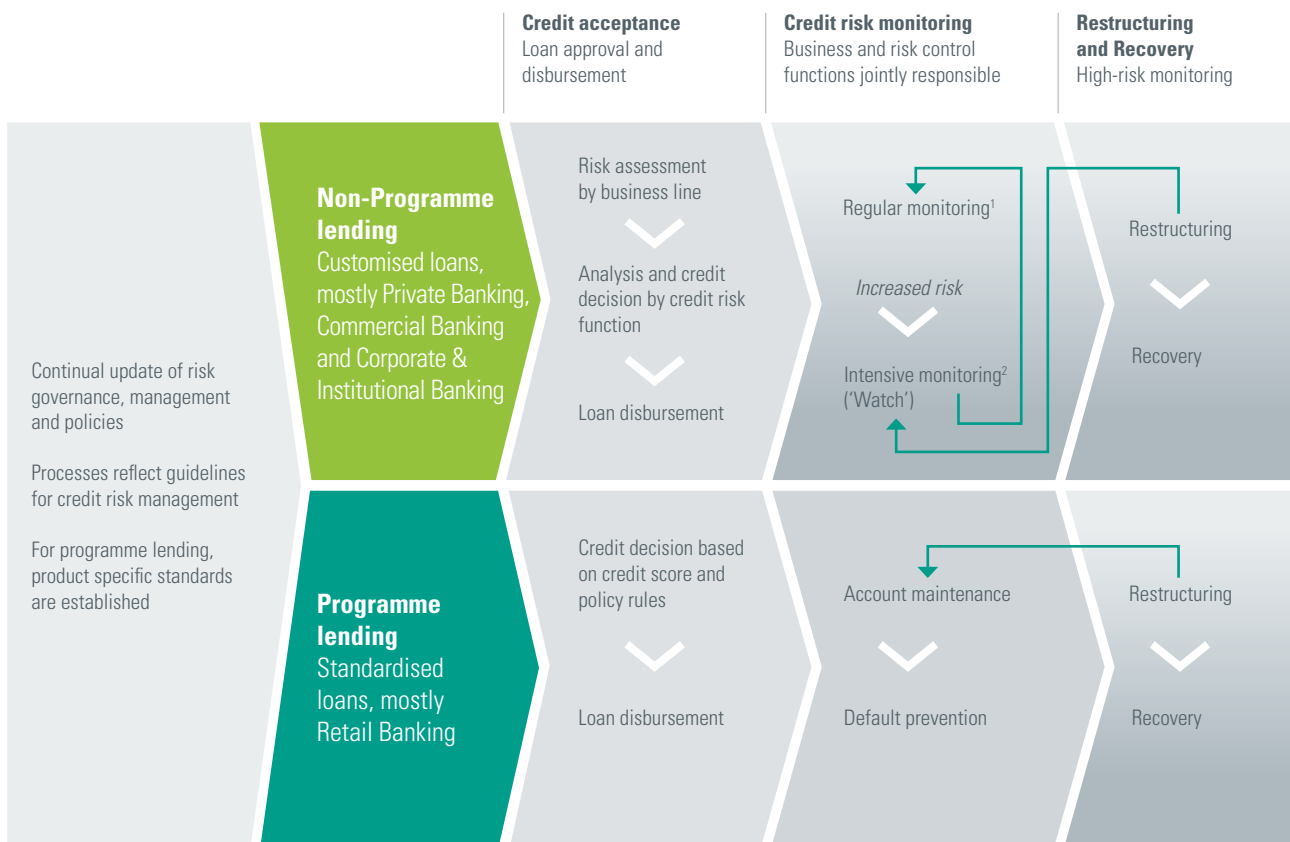 Credit acceptance
Loan approval and
disbursement
Credit risk monitoring
Business and risk control
functions jointly responsible
Restructuring
and Recovery
High-risk monitoring
Continual update of risk
governance, management
and policies
Processes reflect guidelines
for credit risk management
For programme lending,
product specific standards
are established
Non-Programme
lending
Customised loans,
mostly Private Banking,
Commercial Banking
and Corporate &
Institutional Banking
Risk assessment
by business line
Analysis and credit
decision by credit risk
function
Loan disbursement
Regular monitoring¹
Increased risk
Intensive monitoring²
(‘Watch’)
Restructuring
Recovery
Programme
lending
Standardised
loans, mostly
Retail Banking
Credit decision based
on credit score and
policy rules
Loan disbursement
Account maintenance
Default prevention
Restructuring
Recovery